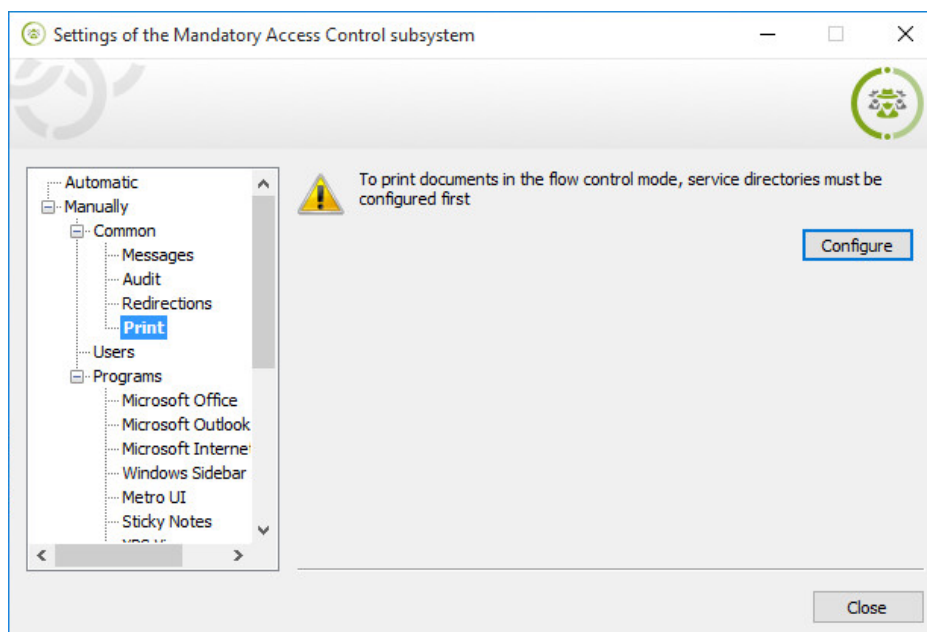 Settings of the Mandatory Access Control subsystem
Automatic
Manually
Common
Messages
Audit
Redirections
Print
Users
Programs
Microsoft Office
Microsoft Outlook
Microsoft Interne
Windows Sidebar
Metro UI
Sticky Notes
To print documents in the flow control mode, service directories must be
configured first
Configure
Close